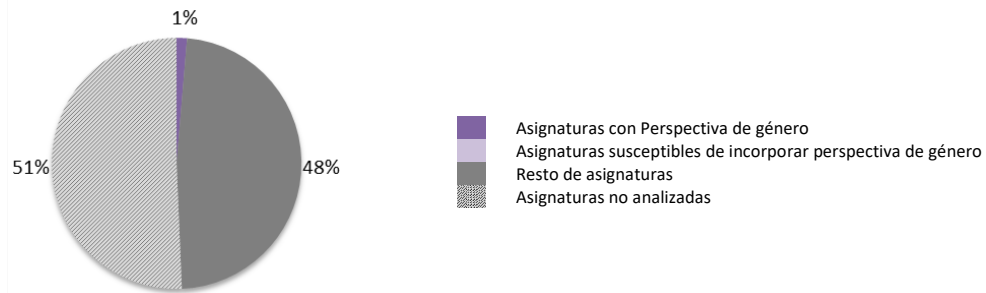 1%
51%
48%
Asignaturas con Perspectiva de género
Asignaturas susceptibles de incorporar perspectiva de género
Resto de asignaturas
Asignaturas no analizadas